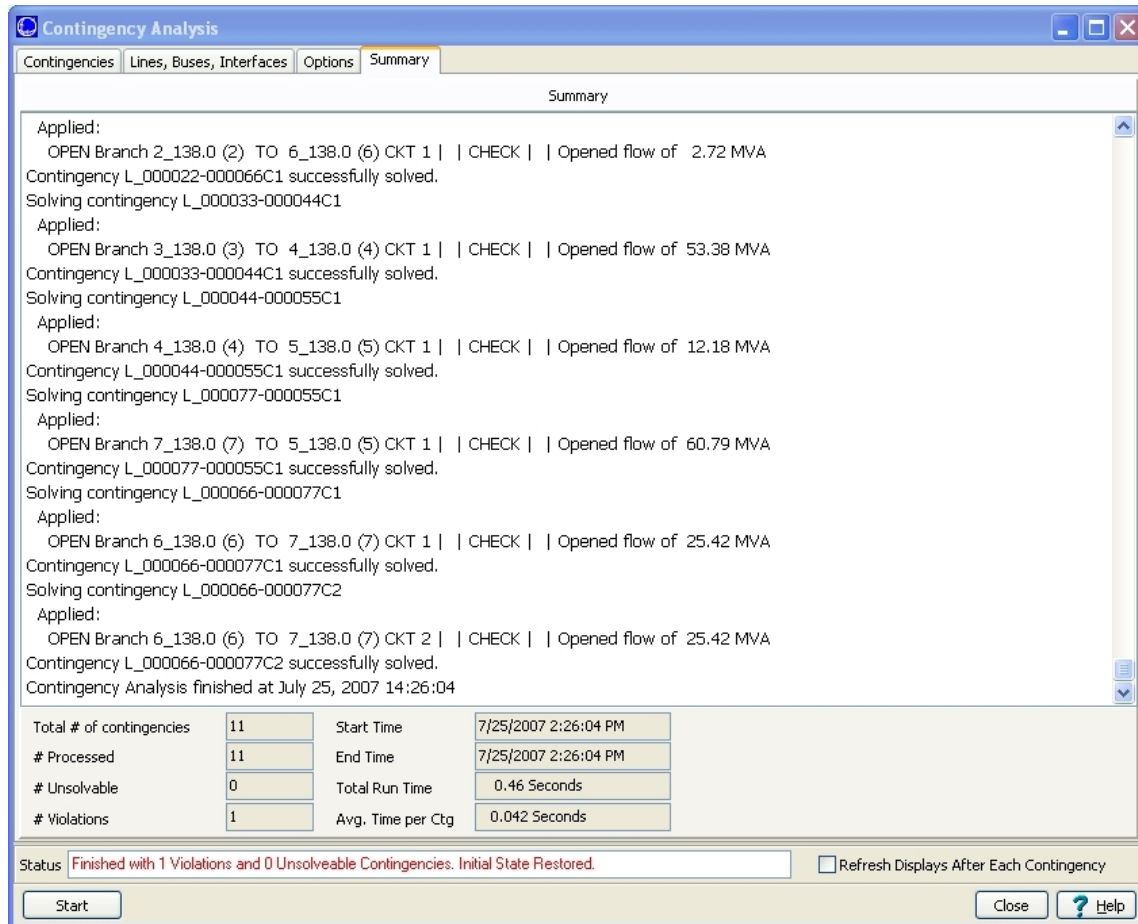 Contingency Analysis
Contingencies Lines, Buses, Interfaces Options Summary
Summary
Applied:
OPEN Branch 2_138.0 (2) TO 6_138.0 (6) CKT 1 | | CHECK | | Opened flow of 2.72 MVA
Contingency L_000022-000066C1 successfully solved.
Solving contingency L_000033-000044C1
Applied:
OPEN Branch 3_138.0 (3) TO 4_138.0 (4) CKT 1 | | CHECK | | Opened flow of 53.38 MVA
Contingency L_000033-000044C1 successfully solved.
Solving contingency L_000044-000055C1
Applied:
OPEN Branch 4_138.0 (4) TO 5_138.0 (5) CKT 1 | | CHECK | | Opened flow of 12.18 MVA
Contingency L_000044-000055C1 successfully solved.
Solving contingency L_000077-000055C1
Applied:
OPEN Branch 7_138.0 (7) TO 5_138.0 (5) CKT 1 | | CHECK | | Opened flow of 60.79 MVA
Contingency L_000077-000055C1 successfully solved.
Solving contingency L_000066-000077C1
Applied:
OPEN Branch 6_138.0 (6) TO 7_138.0 (7) CKT 1 | | CHECK | | Opened flow of 25.42 MVA
Contingency L_000066-000077C1 successfully solved.
Solving contingency L_000066-000077C2
Applied:
OPEN Branch 6_138.0 (6) TO 7_138.0 (7) CKT 2 | | CHECK | | Opened flow of 25.42 MVA
Contingency L_000066-000077C2 successfully solved.
Contingency Analysis finished at July 25, 2007 14:26:04
Total # of contingencies 11 Start Time 7/25/2007 2:26:04 PM
# Processed 11 End Time 7/25/2007 2:26:04 PM
# Unsolvable 0 Total Run Time 0.46 Seconds
# Violations 1 Avg. Time per Ctg 0.042 Seconds
Status Finished with 1 Violations and 0 Unsolveable Contingencies. Initial State Restored. Refresh Displays After Each Contingency
Start Close ? Help